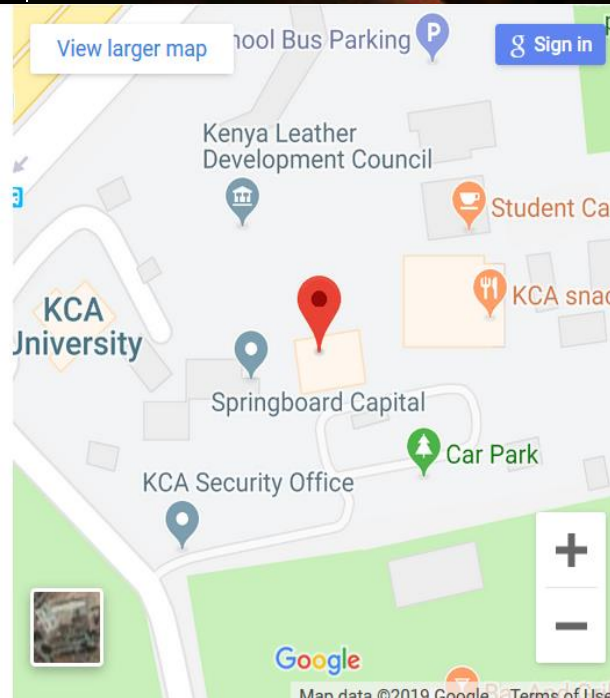 View larger map
hool Bus Parking
P
g Sign in
Kenya Leather
Development Council
Student Ca
KCA snac
KCA
University
Springboard Capital
Car Park
KCA Security Office
+
−
Google
Map data ©2019 Google
Terms of Use